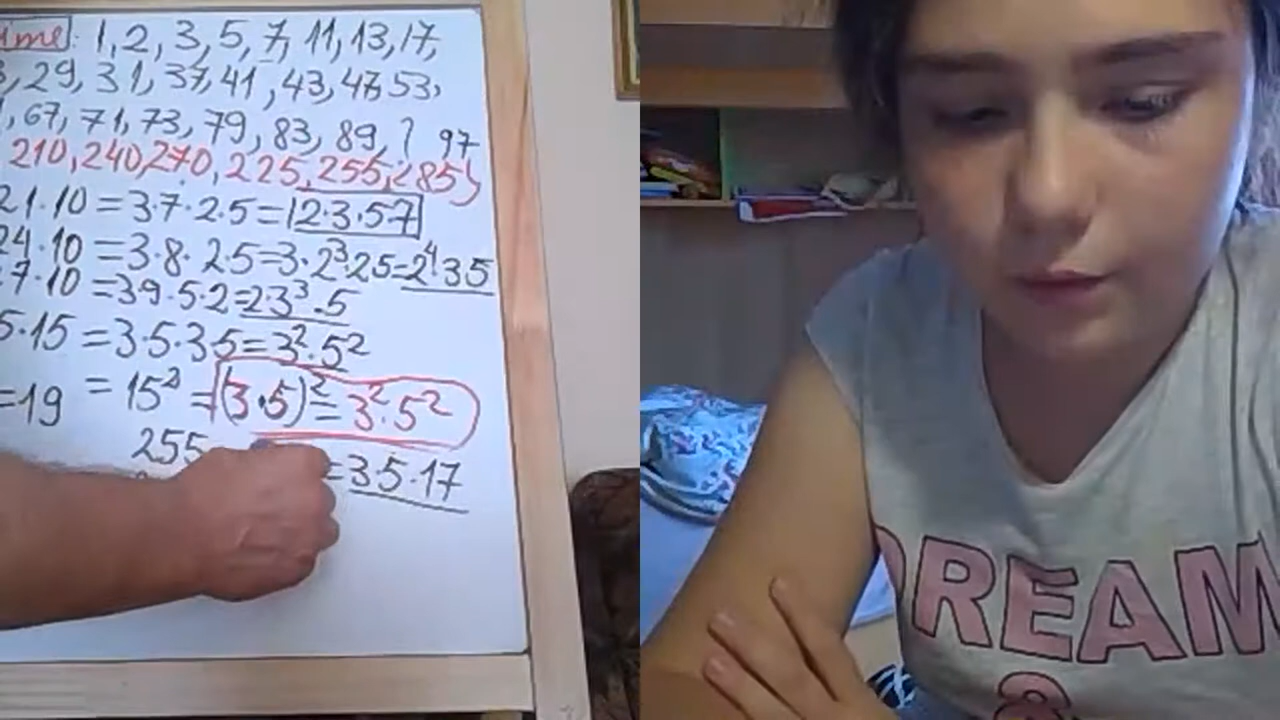 ime: 1, 2, 3, 5, 7, 11, 13, 17,
, 29, 31, 37, 41, 43, 47, 53,
, 67, 71, 73, 79, 83, 89, ? 97
210, 240, 270, 225, 255, 285)
21·10 = 3·7·2·5 = 2·3·5·7
24·10 = 3·8·2·5 = 3·2³·2·5 = 2⁴·3·5
7·10 = 3·9·5·2 = 2·3³·5
5·15 = 3·5·3·5 = 3²·5²
=19 = 15² = (3·5)² = 3²·5²
255
= 3·5·17
DREAM